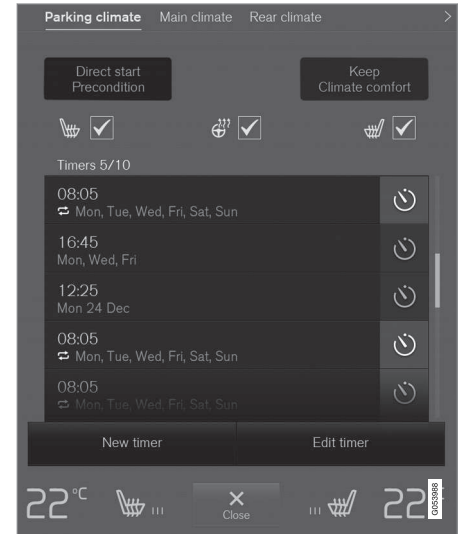 Parking climate Main climate Rear climate >
Direct start Precondition
Keep Climate comfort
Timers 5/10
08:05
Mon, Tue, Wed, Fri, Sat, Sun
16:45
Mon, Wed, Fri
12:25
Mon 24 Dec
08:05
Mon, Tue, Wed, Fri, Sat, Sun
08:05
Mon, Tue, Wed, Fri, Sat, Sun
New timer Edit timer
22°C 22
Close
G053988